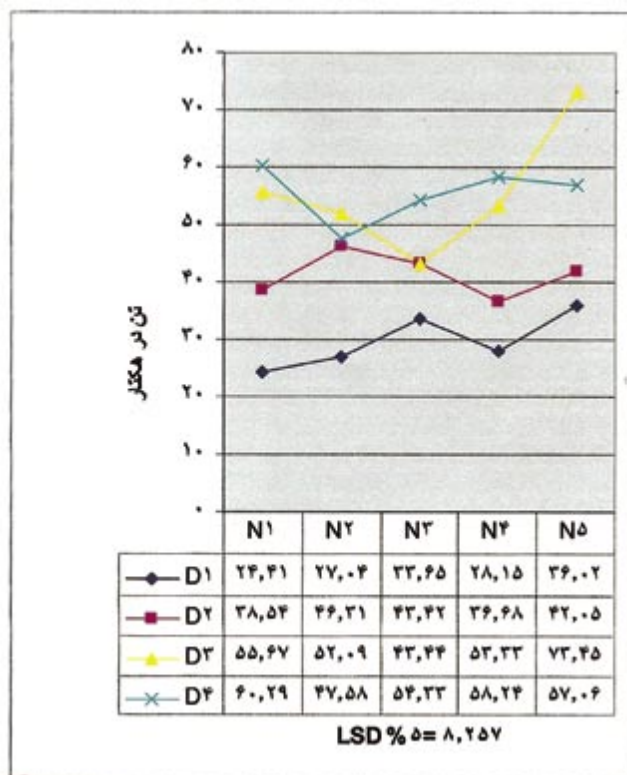 ۸۰
۷۰
۶۰
۵۰
۴۰
۳۰
۲۰
۱۰
۰
تن در هکتار
N۱ N۲ N۳ N۴ N۵
D۱ ۲۴,۴۱ ۲۷,۰۴ ۳۳,۶۵ ۲۸,۱۵ ۳۶,۰۲
D۲ ۳۸,۵۴ ۴۶,۳۱ ۴۳,۴۲ ۳۶,۶۸ ۴۲,۰۵
D۳ ۵۵,۶۷ ۵۲,۰۹ ۴۳,۴۴ ۵۳,۳۳ ۷۳,۴۵
D۴ ۶۰,۲۹ ۴۷,۵۸ ۵۴,۳۳ ۵۸,۲۴ ۵۷,۰۶
LSD %۵= ۸,۲۵۷